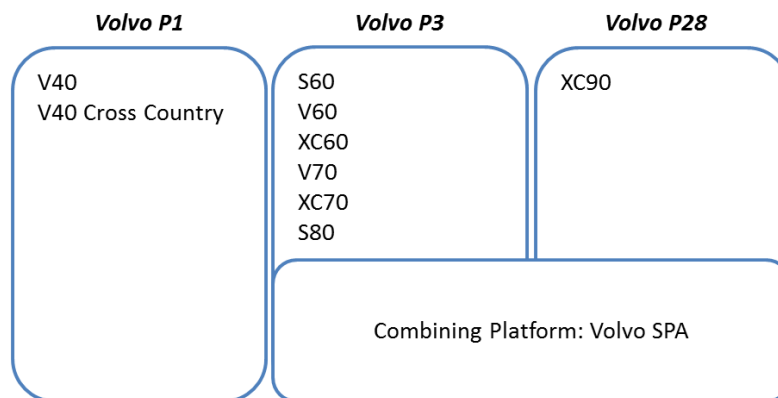 Volvo P1
Volvo P3
Volvo P28
V40
V40 Cross Country
S60
V60
XC60
V70
XC70
S80
XC90
Combining Platform: Volvo SPA